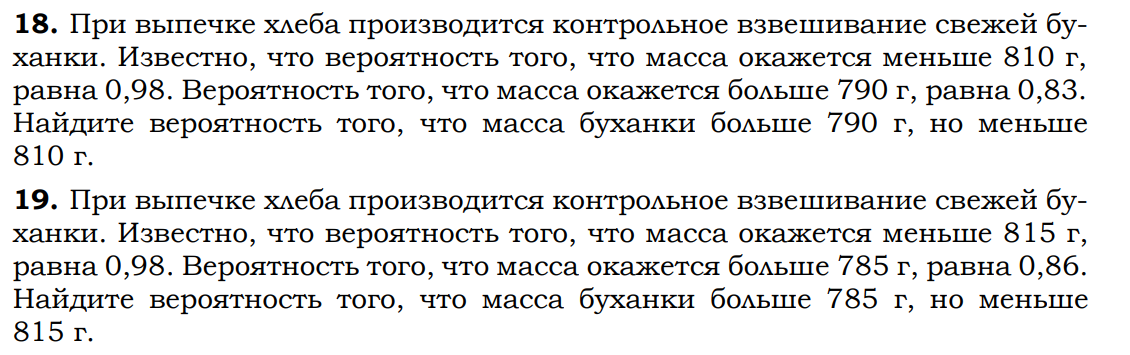 18. При выпечке хлеба производится контрольное взвешивание свежей бу-
ханки. Известно, что вероятность того, что масса окажется меньше 810 г,
равна 0,98. Вероятность того, что масса окажется больше 790 г, равна 0,83.
Найдите вероятность того, что масса буханки больше 790 г, но меньше
810 г.
19. При выпечке хлеба производится контрольное взвешивание свежей бу-
ханки. Известно, что вероятность того, что масса окажется меньше 815 г,
равна 0,98. Вероятность того, что масса окажется больше 785 г, равна 0,86.
Найдите вероятность того, что масса буханки больше 785 г, но меньше
815 г.